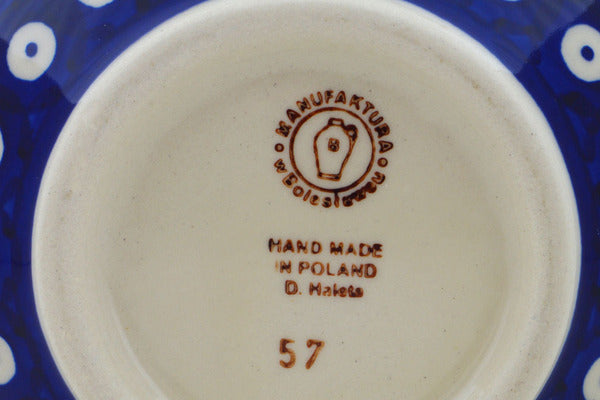 MANUFAKTURA
w Bolesławcu
B
HAND MADE
IN POLAND
D. Haleta
57